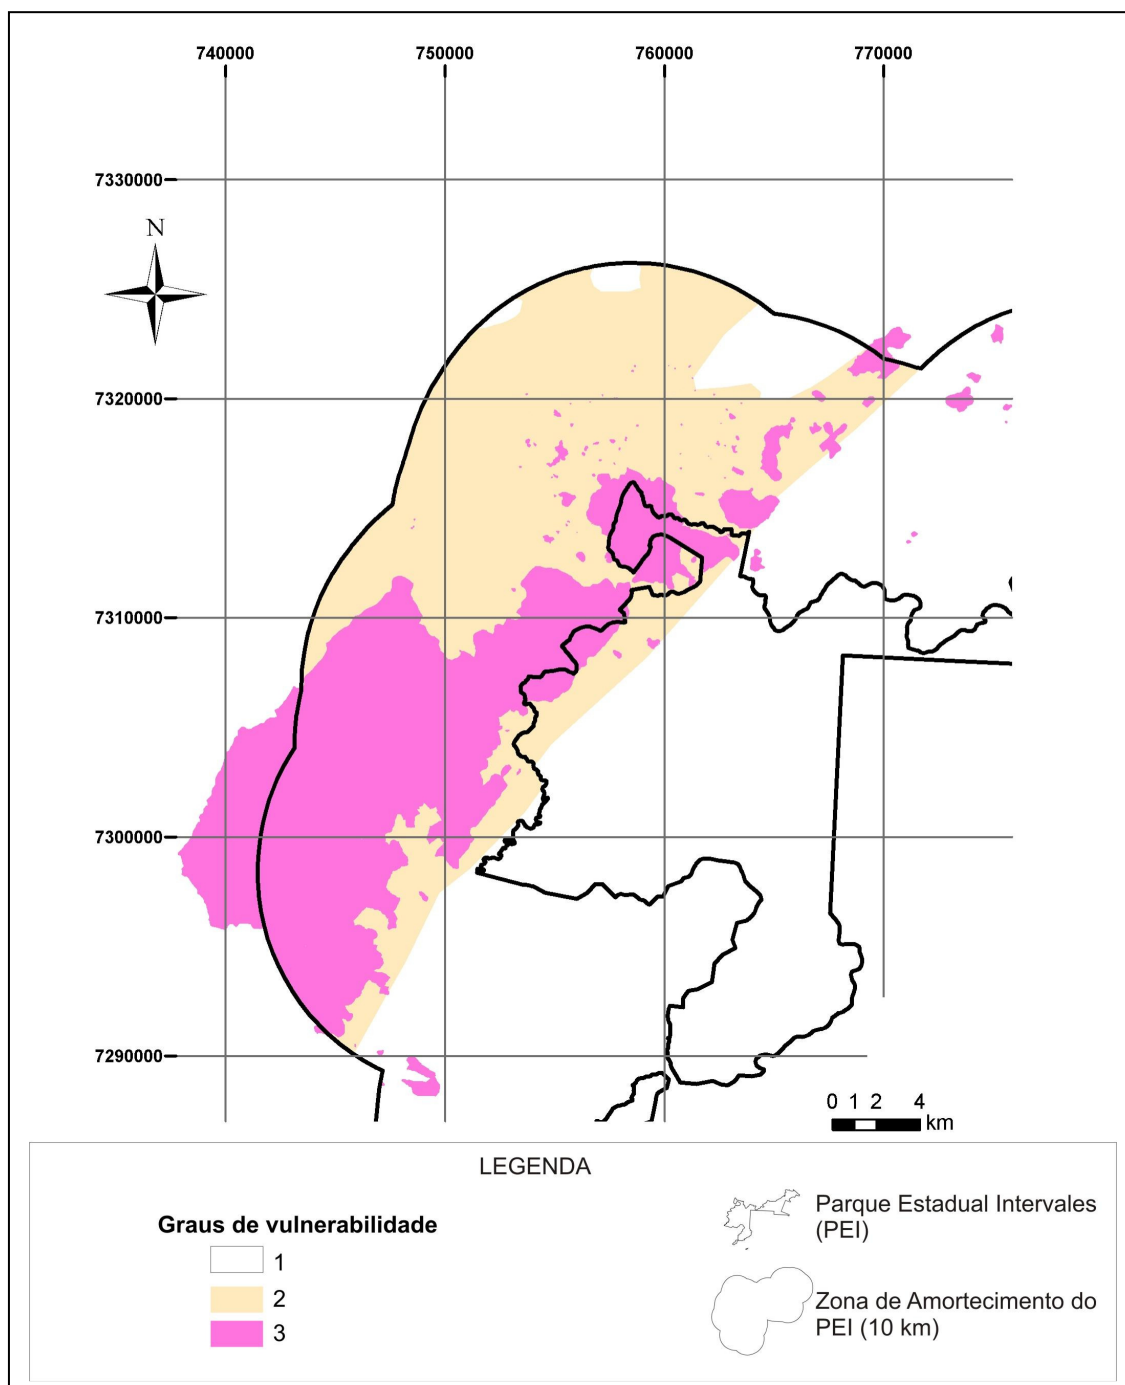 740000 750000 760000 770000
7330000
N
7320000
7310000
7300000
7290000
0 1 2 4
km
LEGENDA
Graus de vulnerabilidade
1
2
3
Parque Estadual Intervales
(PEI)
Zona de Amortecimento do
PEI (10 km)